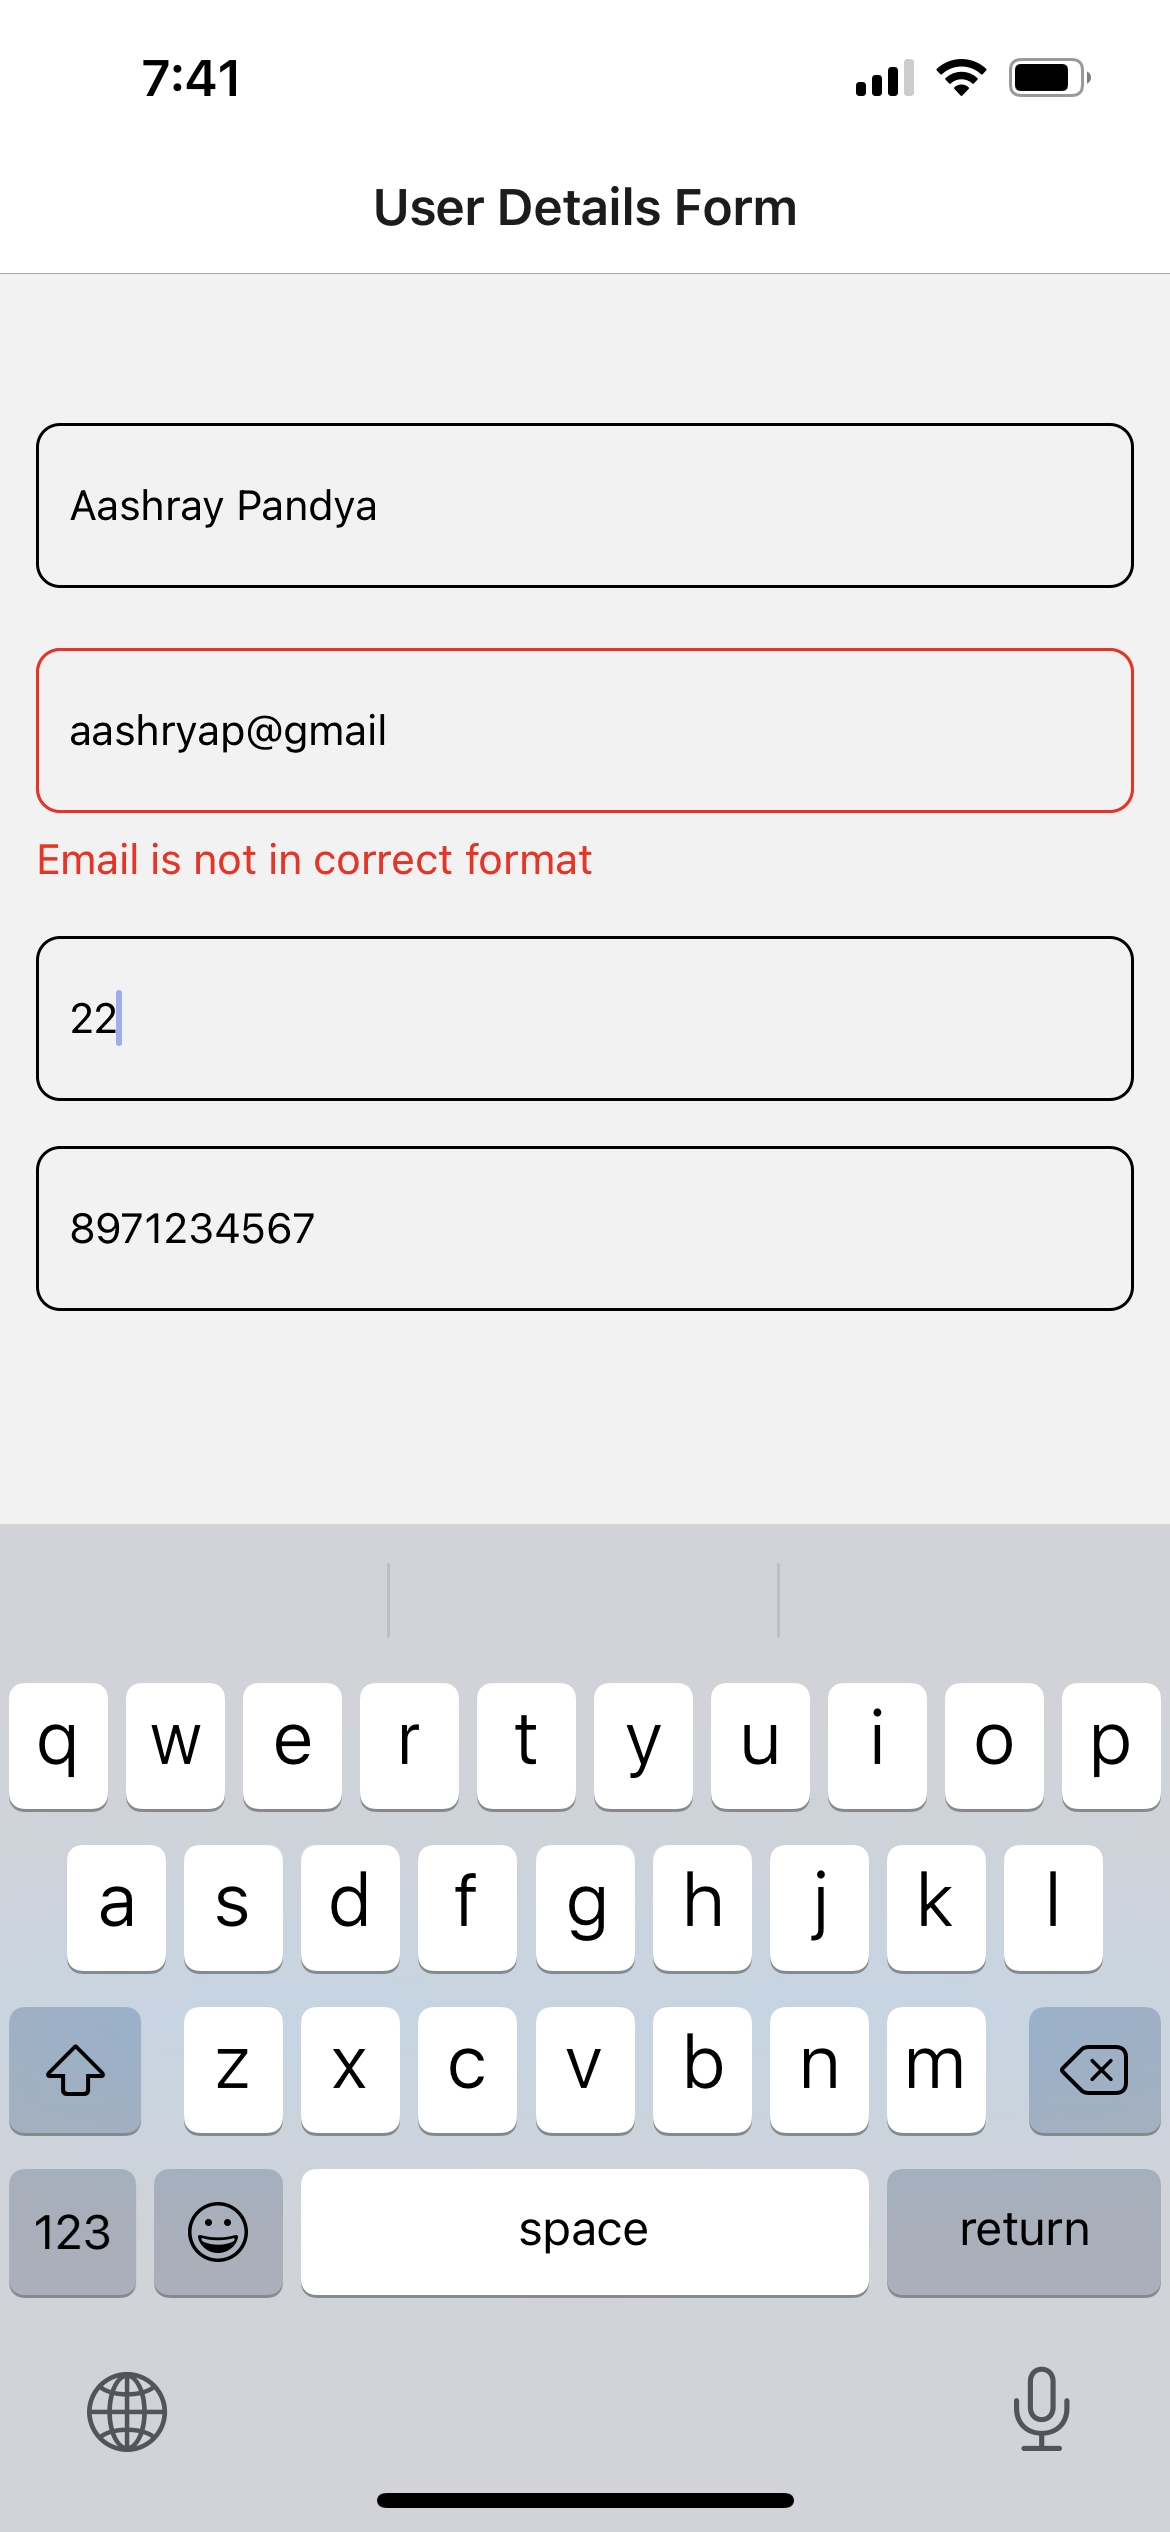 7:41
User Details Form
Aashray Pandya
aashryap@gmail
Email is not in correct format
22
8971234567
q w e r t y u i o p
a s d f g h j k l
z x c v b n m
123 space return